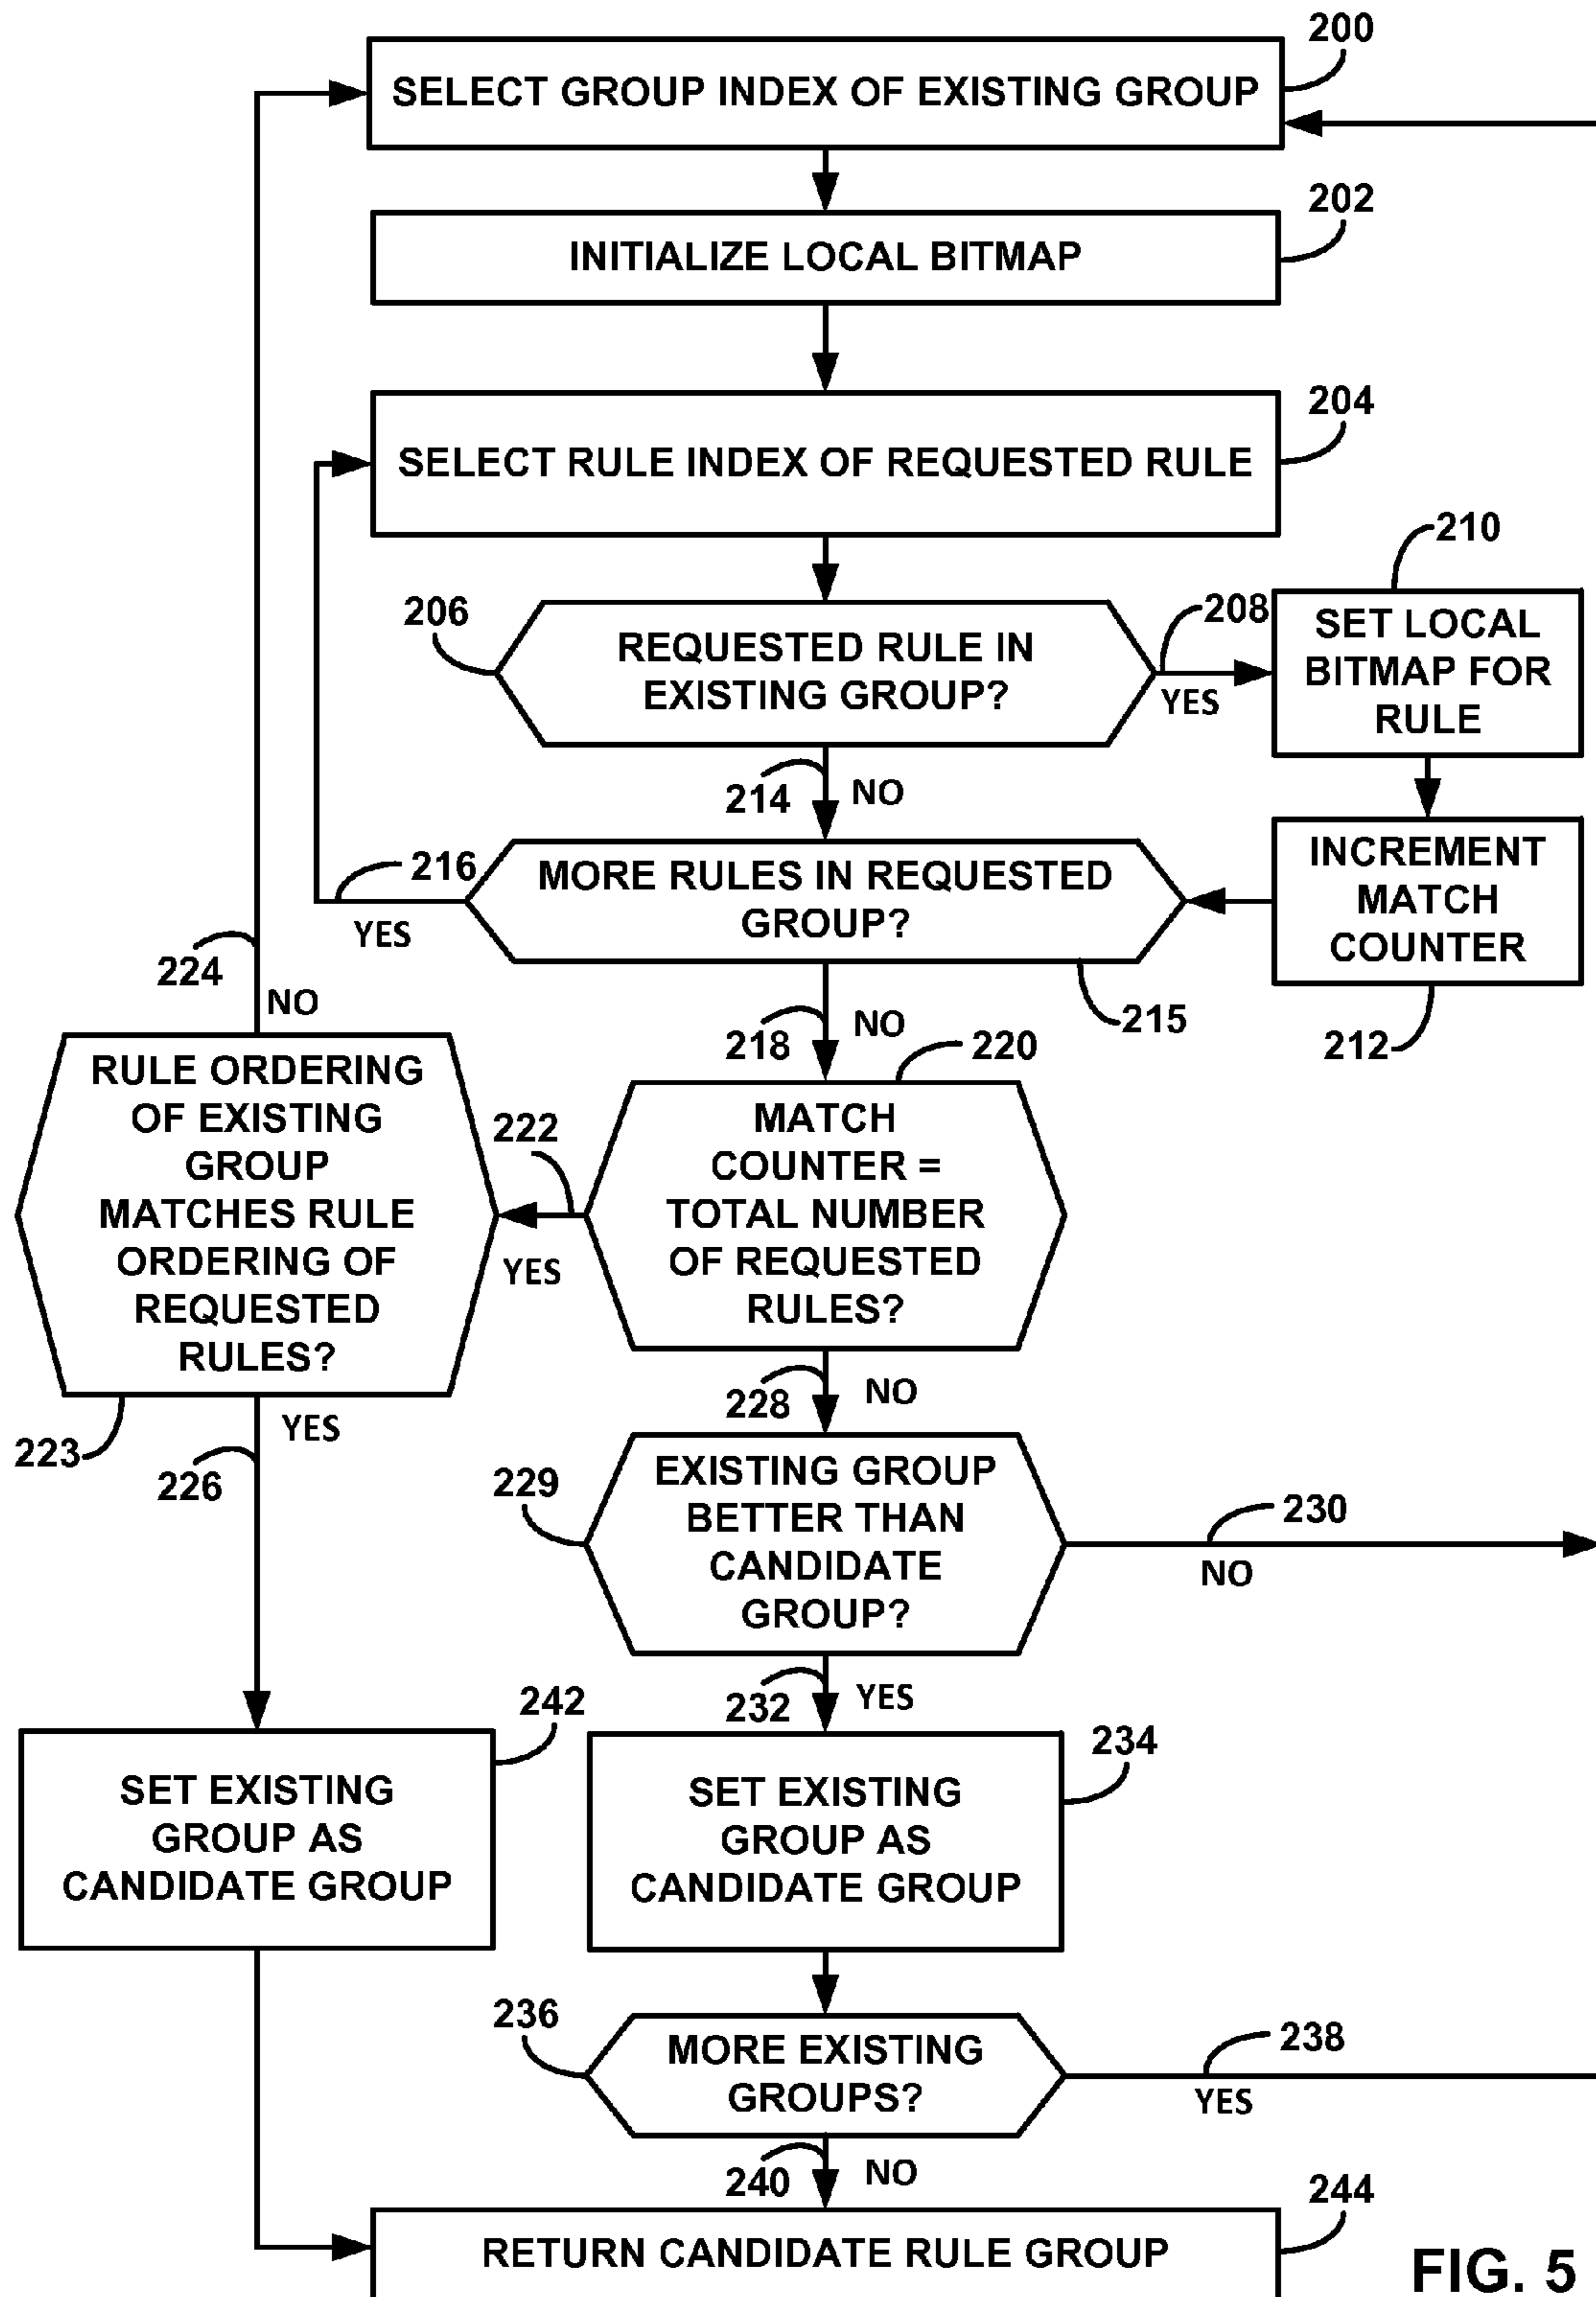 200
SELECT GROUP INDEX OF EXISTING GROUP
202
INITIALIZE LOCAL BITMAP
204
SELECT RULE INDEX OF REQUESTED RULE
210
206
REQUESTED RULE IN
EXISTING GROUP?
208
YES
SET LOCAL
BITMAP FOR
RULE
214
NO
216
YES
MORE RULES IN REQUESTED
GROUP?
INCREMENT
MATCH
COUNTER
215
212
224
NO
218
NO
220
RULE ORDERING
OF EXISTING
GROUP
MATCHES RULE
ORDERING OF
REQUESTED
RULES?
222
YES
MATCH
COUNTER =
TOTAL NUMBER
OF REQUESTED
RULES?
223
YES
226
228
NO
229
EXISTING GROUP
BETTER THAN
CANDIDATE
GROUP?
230
NO
232
YES
242
SET EXISTING
GROUP AS
CANDIDATE GROUP
234
SET EXISTING
GROUP AS
CANDIDATE GROUP
236
MORE EXISTING
GROUPS?
238
YES
240
NO
244
RETURN CANDIDATE RULE GROUP
FIG. 5